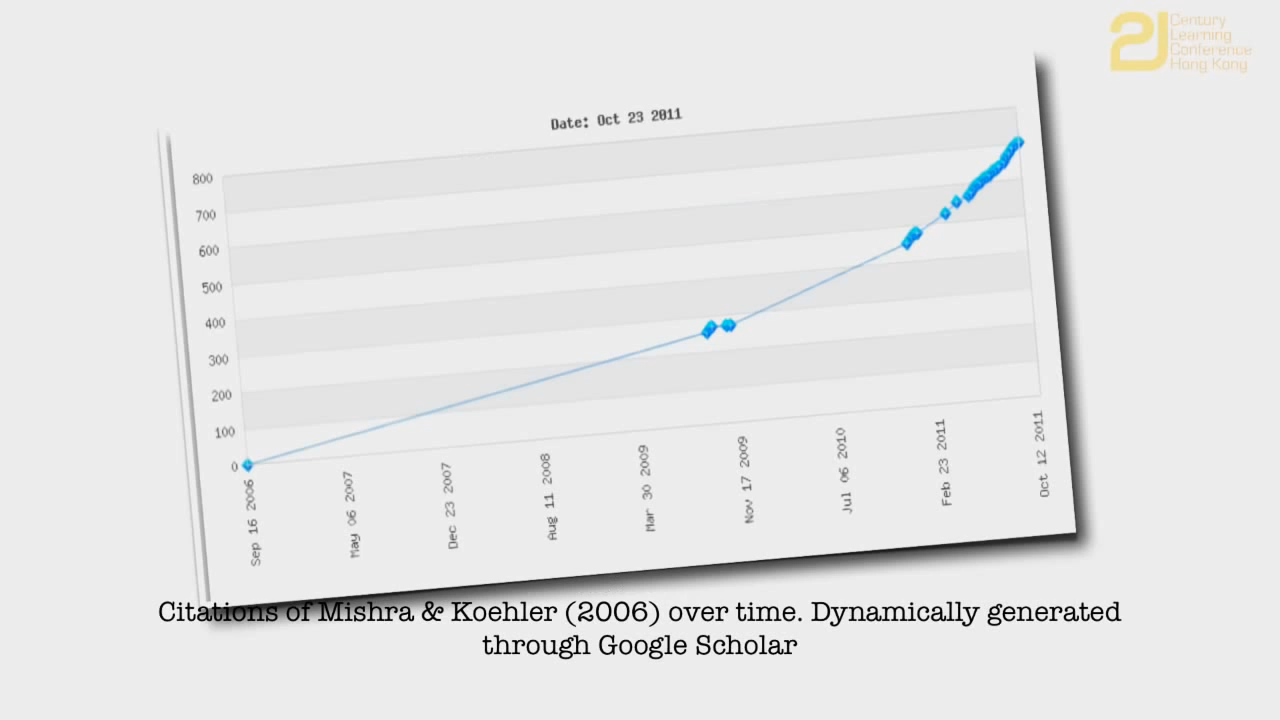 21
Century
Learning
Conference
Hong Kong
Date: Oct 23 2011
800
700
600
500
400
300
200
100
0
Sep 16 2006
May 06 2007
Dec 23 2007
Aug 11 2008
Mar 30 2009
Nov 17 2009
Jul 06 2010
Feb 23 2011
Oct 12 2011
Citations of Mishra & Koehler (2006) over time. Dynamically generated
through Google Scholar